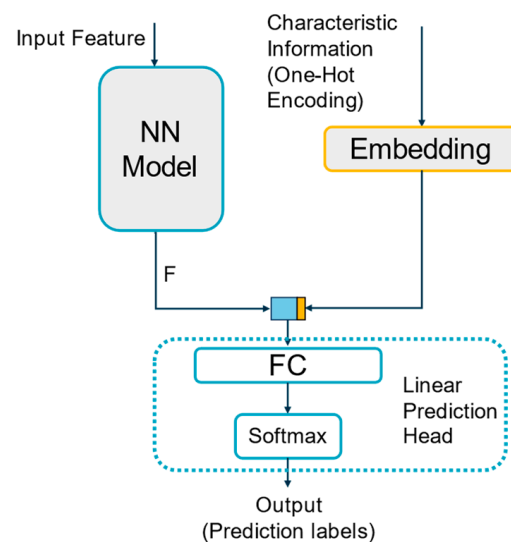 Input Feature
Characteristic
Information
(One-Hot
Encoding)
NN
Model
Embedding
F
FC
Linear
Prediction
Head
Softmax
Output
(Prediction labels)